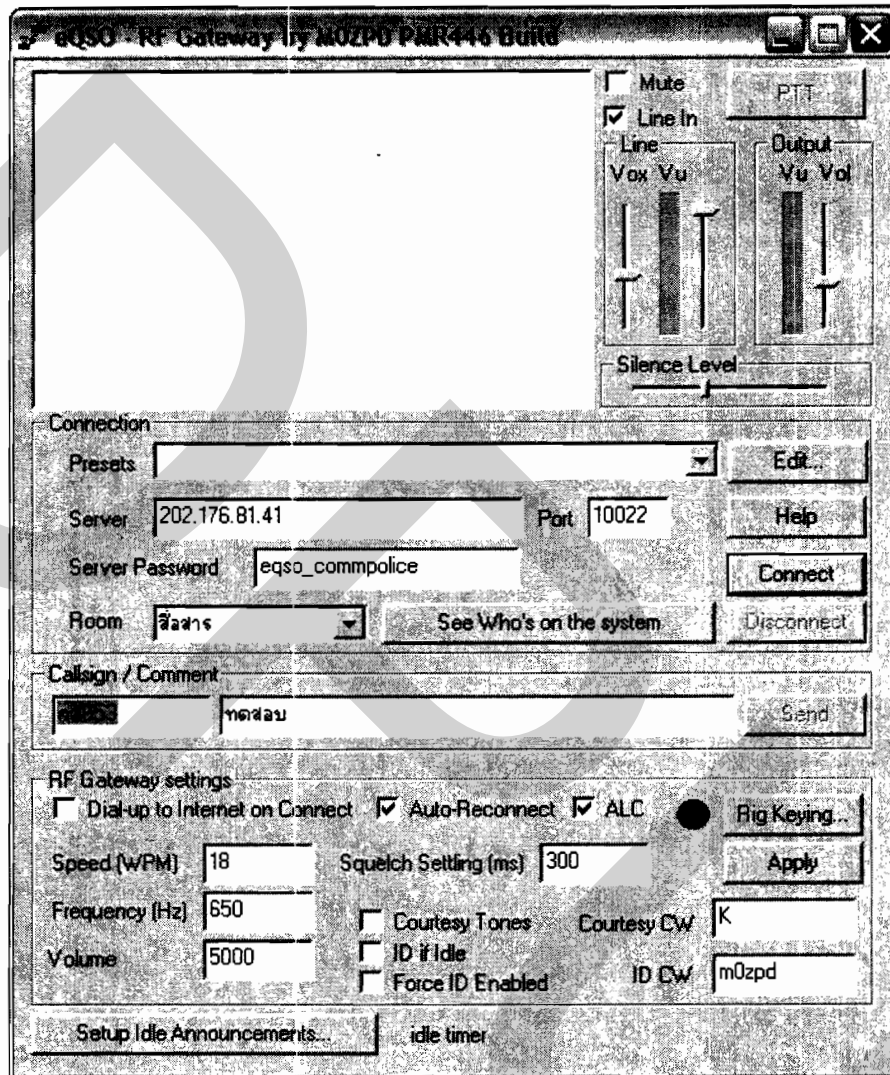 eQSO - RF Gateway by M0ZPD PMR446 Build
Mute
PTT
Line In
Line
Output
Vox Vu
Vu Vol
Silence Level
Connection
Presets
Edit...
Server 202.176.81.41 Port 10022
Help
Server Password eqso_commpolice
Connect
Room สื่อสาร See Who's on the system
Disconnect
Callsign / Comment
ทดสอบ Send
RF Gateway settings
Dial-up to Internet on Connect Auto-Reconnect ALC
Rig Keying...
Speed (WPM) 18 Squelch Settling (ms) 300
Apply
Frequency (Hz) 650
Courtesy Tones
Courtesy CW K
Volume 5000
ID if Idle
Force ID Enabled
ID CW m0zpd
Setup Idle Announcements... idle timer